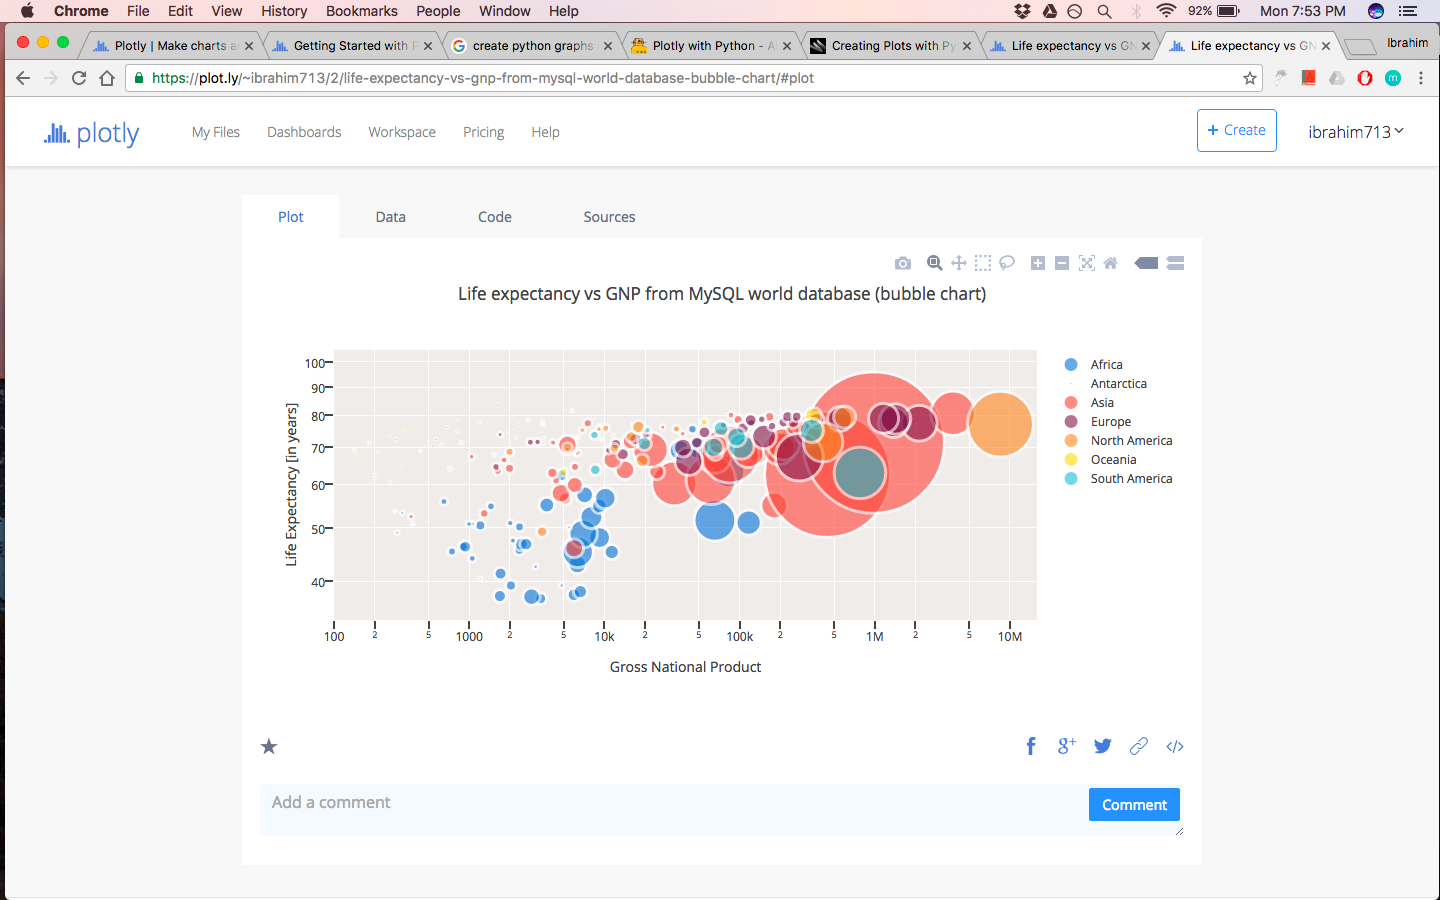 Chrome File Edit View History Bookmarks People Window Help 92% Mon 7:53 PM
Plotly | Make charts a Getting Started with P create python graphs Plotly with Python - A Creating Plots with Py Life expectancy vs GN Life expectancy vs GN Ibrahim
https://plot.ly/~ibrahim713/2/life-expectancy-vs-gnp-from-mysql-world-database-bubble-chart/#plot m
plotly My Files Dashboards Workspace Pricing Help + Create ibrahim713
Plot Data Code Sources
Life expectancy vs GNP from MySQL world database (bubble chart)
Life Expectancy [in years]
100
90
80
70
60
50
40
100 2 5 1000 2 5 10k 2 5 100k 2 5 1M 2 5 10M
Gross National Product
Africa
Antarctica
Asia
Europe
North America
Oceania
South America
f g+ </>
Add a comment Comment